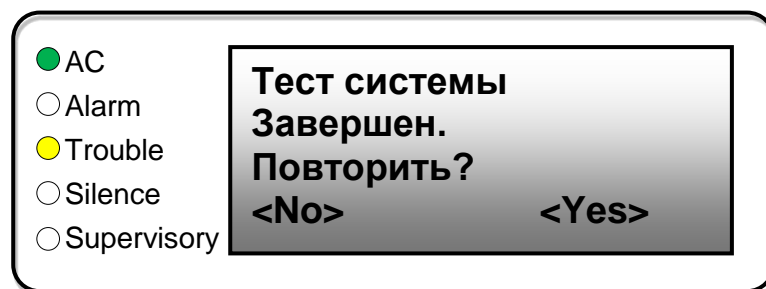 AC
Alarm
Trouble
Silence
Supervisory
Тест системы
Завершен.
Повторить?
<No> <Yes>